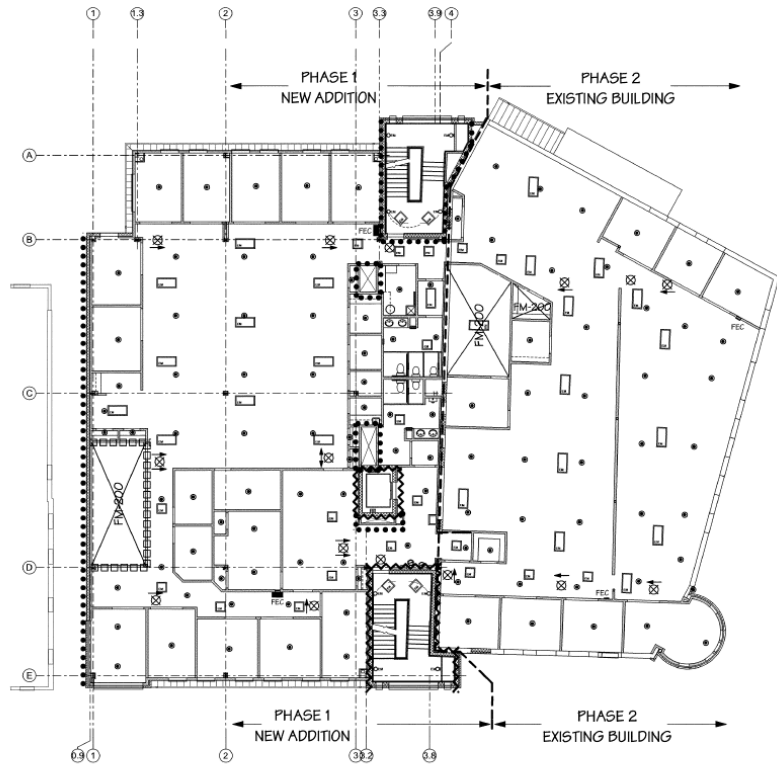 1
1.3
2
3
3.3
3.9
4
PHASE 1
NEW ADDITION
PHASE 2
EXISTING BUILDING
A
FEC
B
FM-200
FM-200
FEC
C
FM-200
D
FEC
FEC
E
PHASE 1
NEW ADDITION
PHASE 2
EXISTING BUILDING
0.9
1
2
3
3.2
3.8